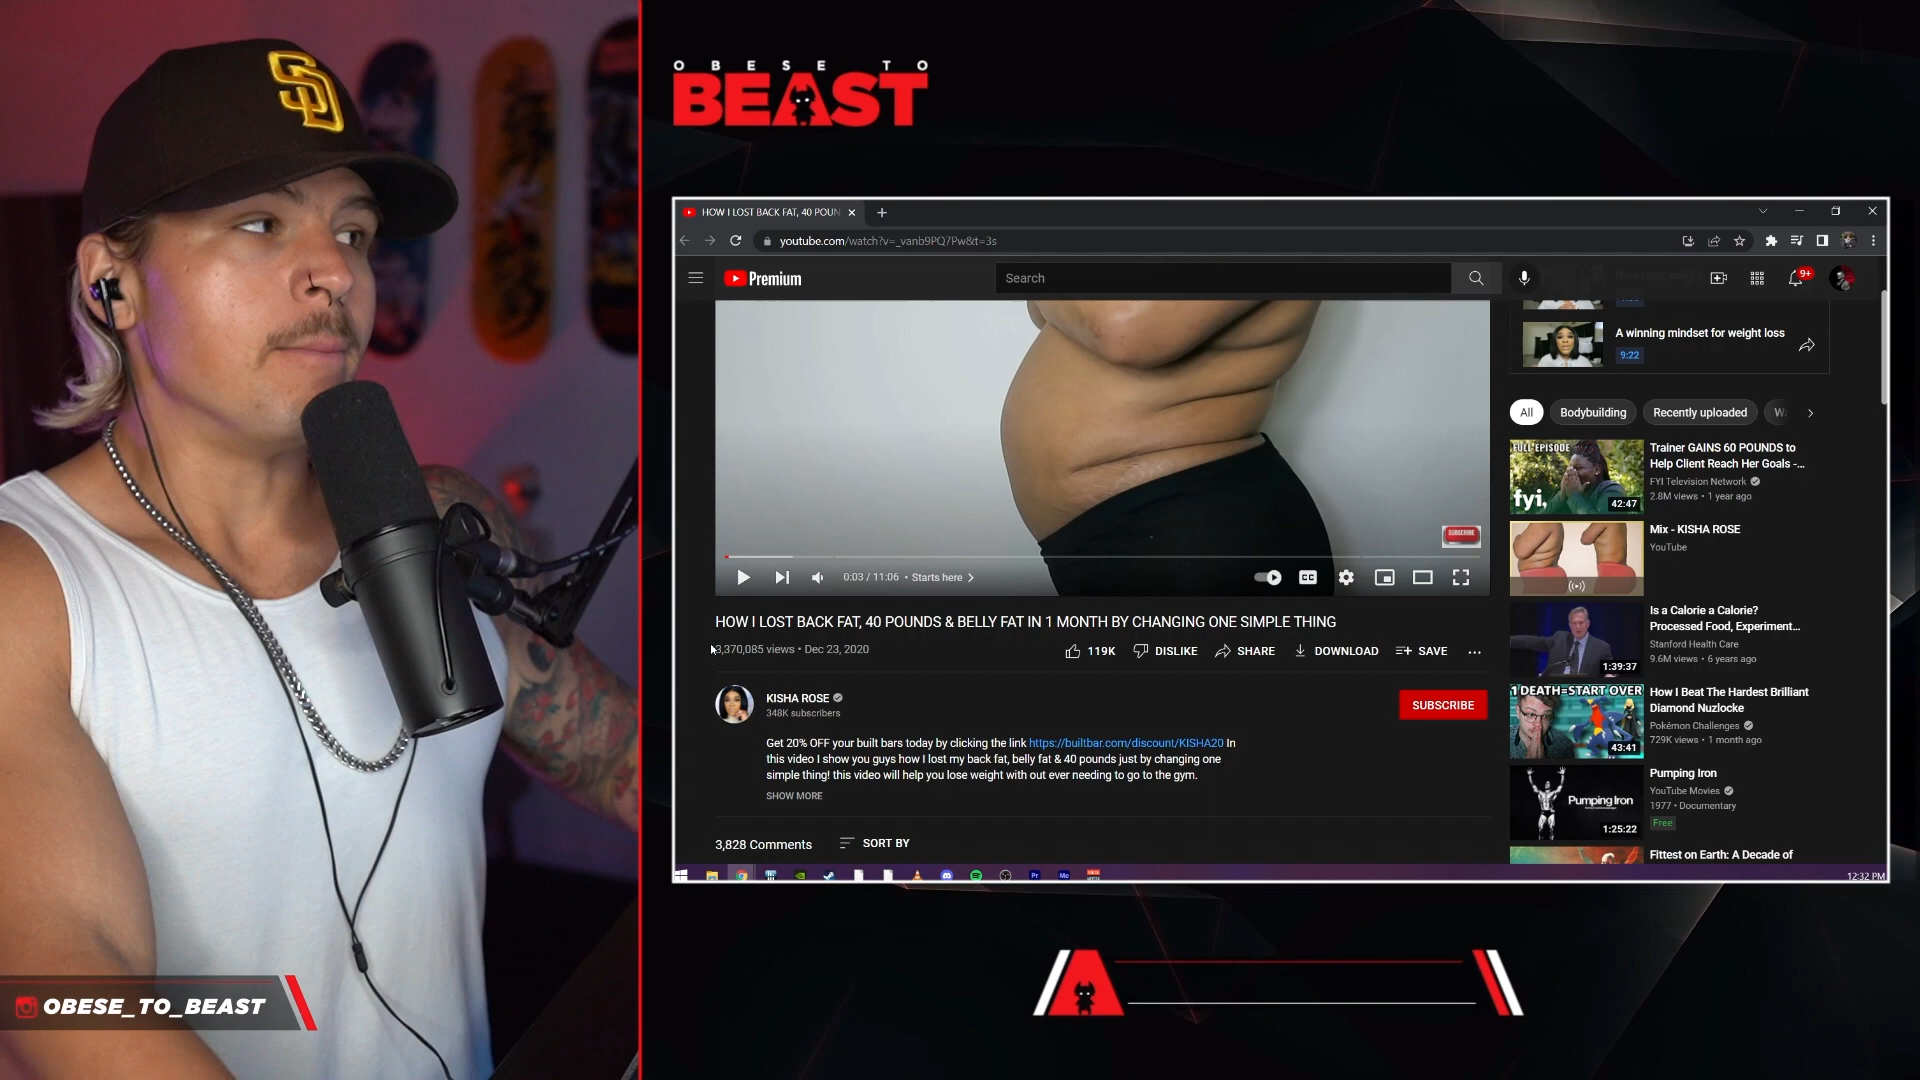 SD
OBESE TO
BEAST
HOW I LOST BACK FAT, 40 POUN
youtube.com/watch?v=_vanb9PQ7Pw&t=3s
Premium
Search
9+
A winning mindset for weight loss
9:22
All
Bodybuilding
Recently uploaded
FULL EPISODE
fyi,
42:47
Trainer GAINS 60 POUNDS to
Help Client Reach Her Goals -...
FYI Television Network
2.8M views • 1 year ago
Mix - KISHA ROSE
YouTube
SUBSCRIBE
0:03 / 11:06 • Starts here
CC
HOW I LOST BACK FAT, 40 POUNDS & BELLY FAT IN 1 MONTH BY CHANGING ONE SIMPLE THING
3,370,085 views • Dec 23, 2020
119K
DISLIKE
SHARE
DOWNLOAD
SAVE
Is a Calorie a Calorie?
Processed Food, Experiment...
Stanford Health Care
9.6M views • 6 years ago
1:39:37
KISHA ROSE
348K subscribers
SUBSCRIBE
1 DEATH=START OVER
43:41
How I Beat The Hardest Brilliant
Diamond Nuzlocke
Pokémon Challenges
729K views • 1 month ago
Get 20% OFF your built bars today by clicking the link https://builtbar.com/discount/KISHA20 In
this video I show you guys how I lost my back fat, belly fat & 40 pounds just by changing one
simple thing! this video will help you lose weight with out ever needing to go to the gym.
SHOW MORE
Pumping Iron
1:25:22
Pumping Iron
YouTube Movies
1977 • Documentary
Free
3,828 Comments
SORT BY
Fittest on Earth: A Decade of
Pr
Me
12:32 PM
OBESE_TO_BEAST